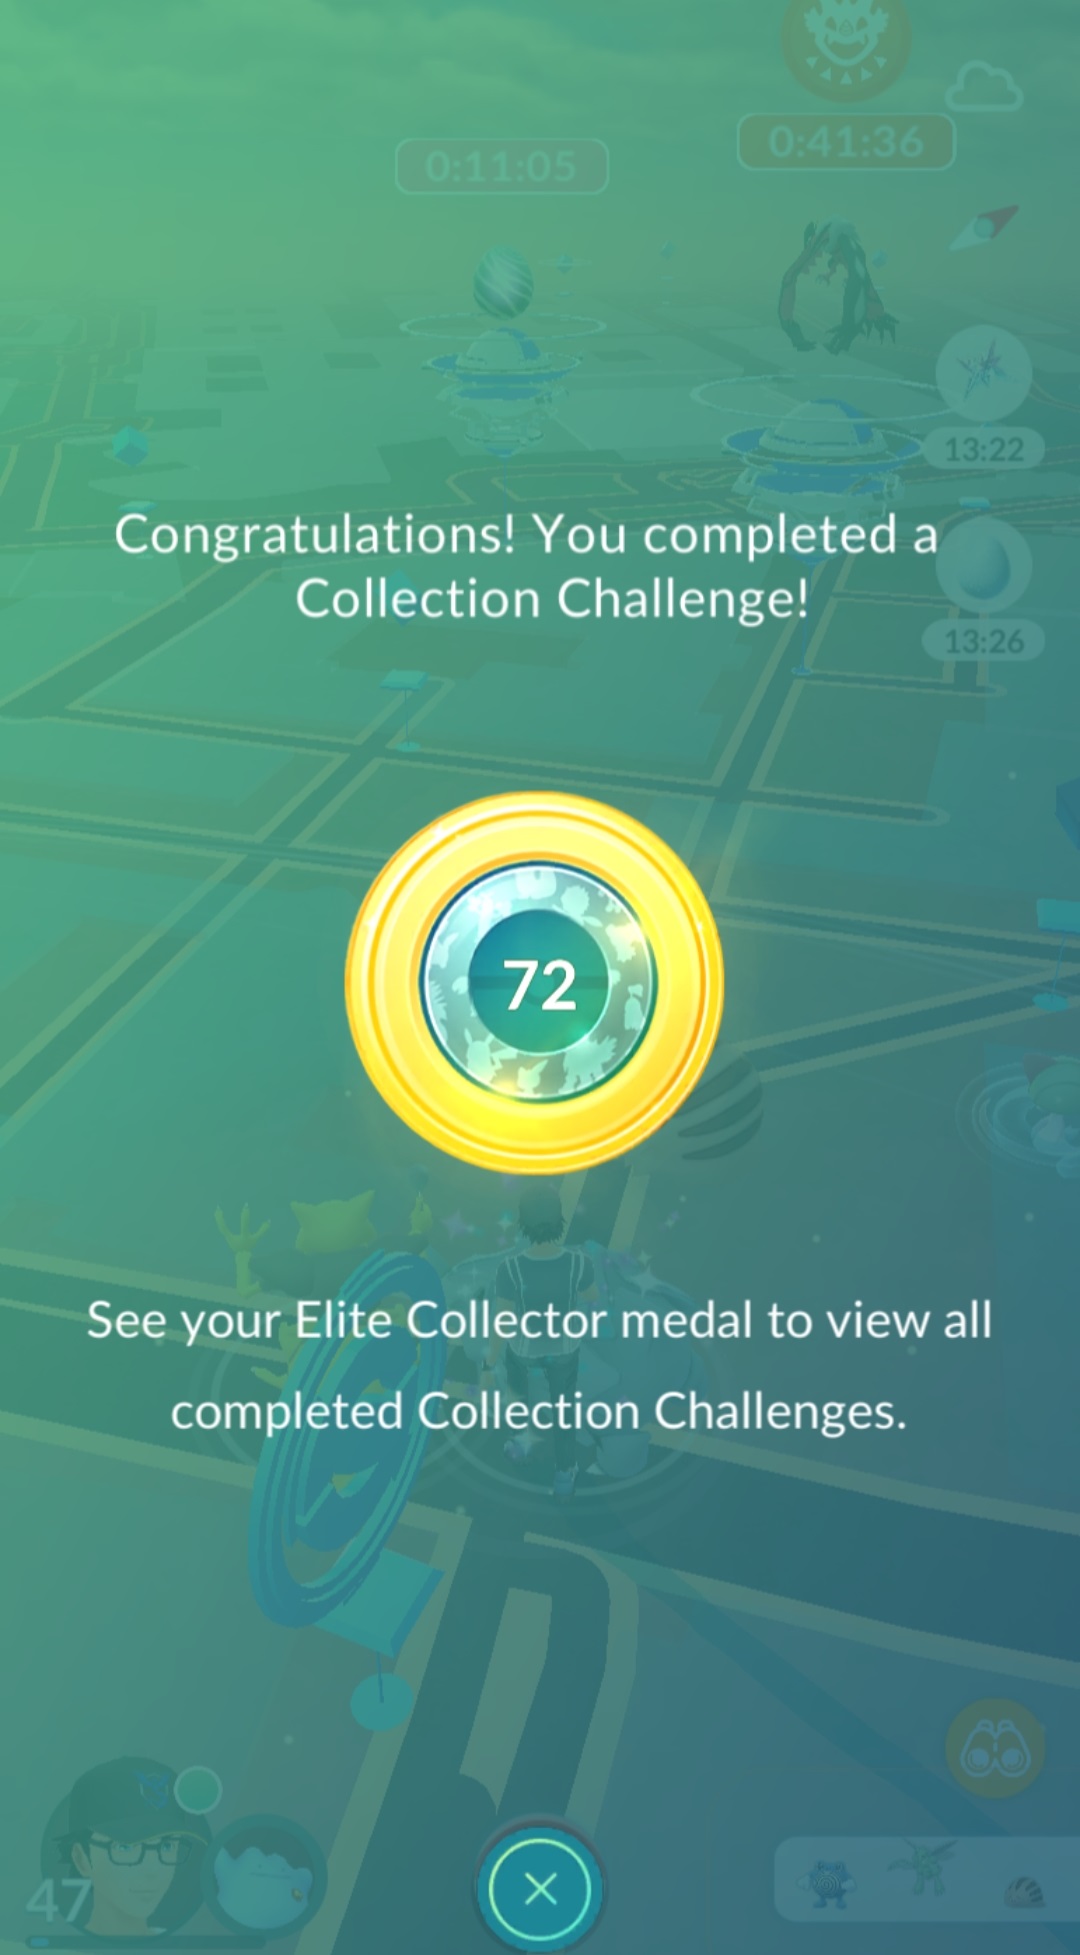 0:41:36
0:11:05
13:22
Congratulations! You completed a
Collection Challenge!
13:26
72
See your Elite Collector medal to view all
completed Collection Challenges.
47